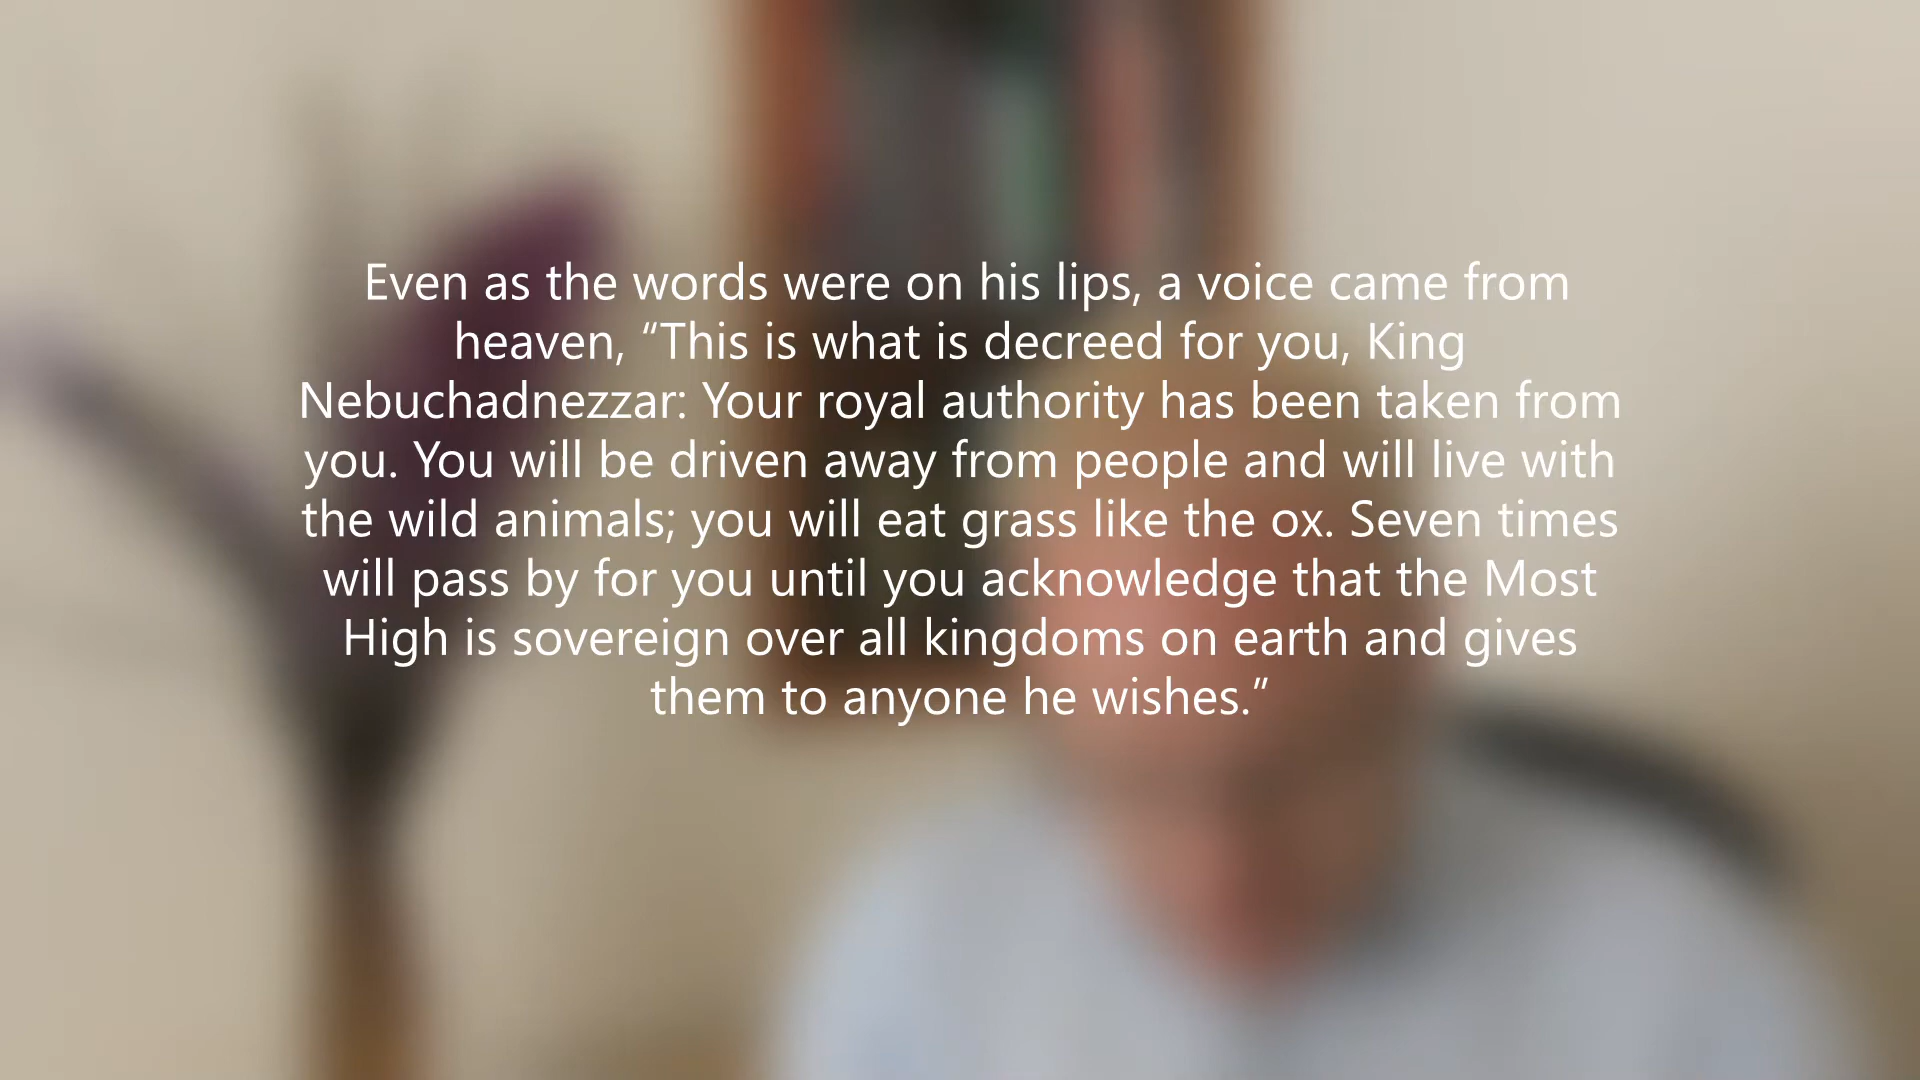 Even as the words were on his lips, a voice came from
heaven, “This is what is decreed for you, King
Nebuchadnezzar: Your royal authority has been taken from
you. You will be driven away from people and will live with
the wild animals; you will eat grass like the ox. Seven times
will pass by for you until you acknowledge that the Most
High is sovereign over all kingdoms on earth and gives
them to anyone he wishes.”